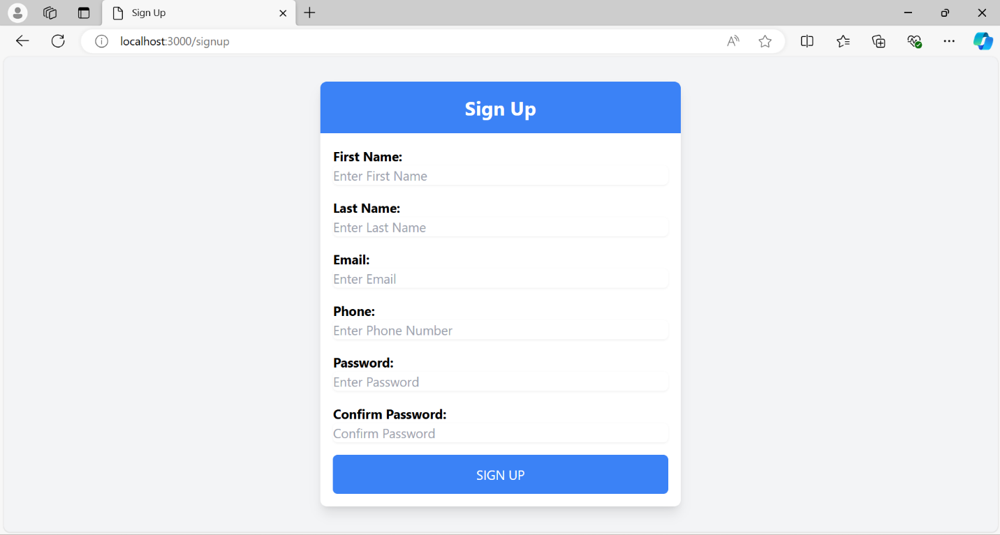 Sign Up
localhost:3000/signup
Sign Up
First Name:
Enter First Name
Last Name:
Enter Last Name
Email:
Enter Email
Phone:
Enter Phone Number
Password:
Enter Password
Confirm Password:
Confirm Password
SIGN UP